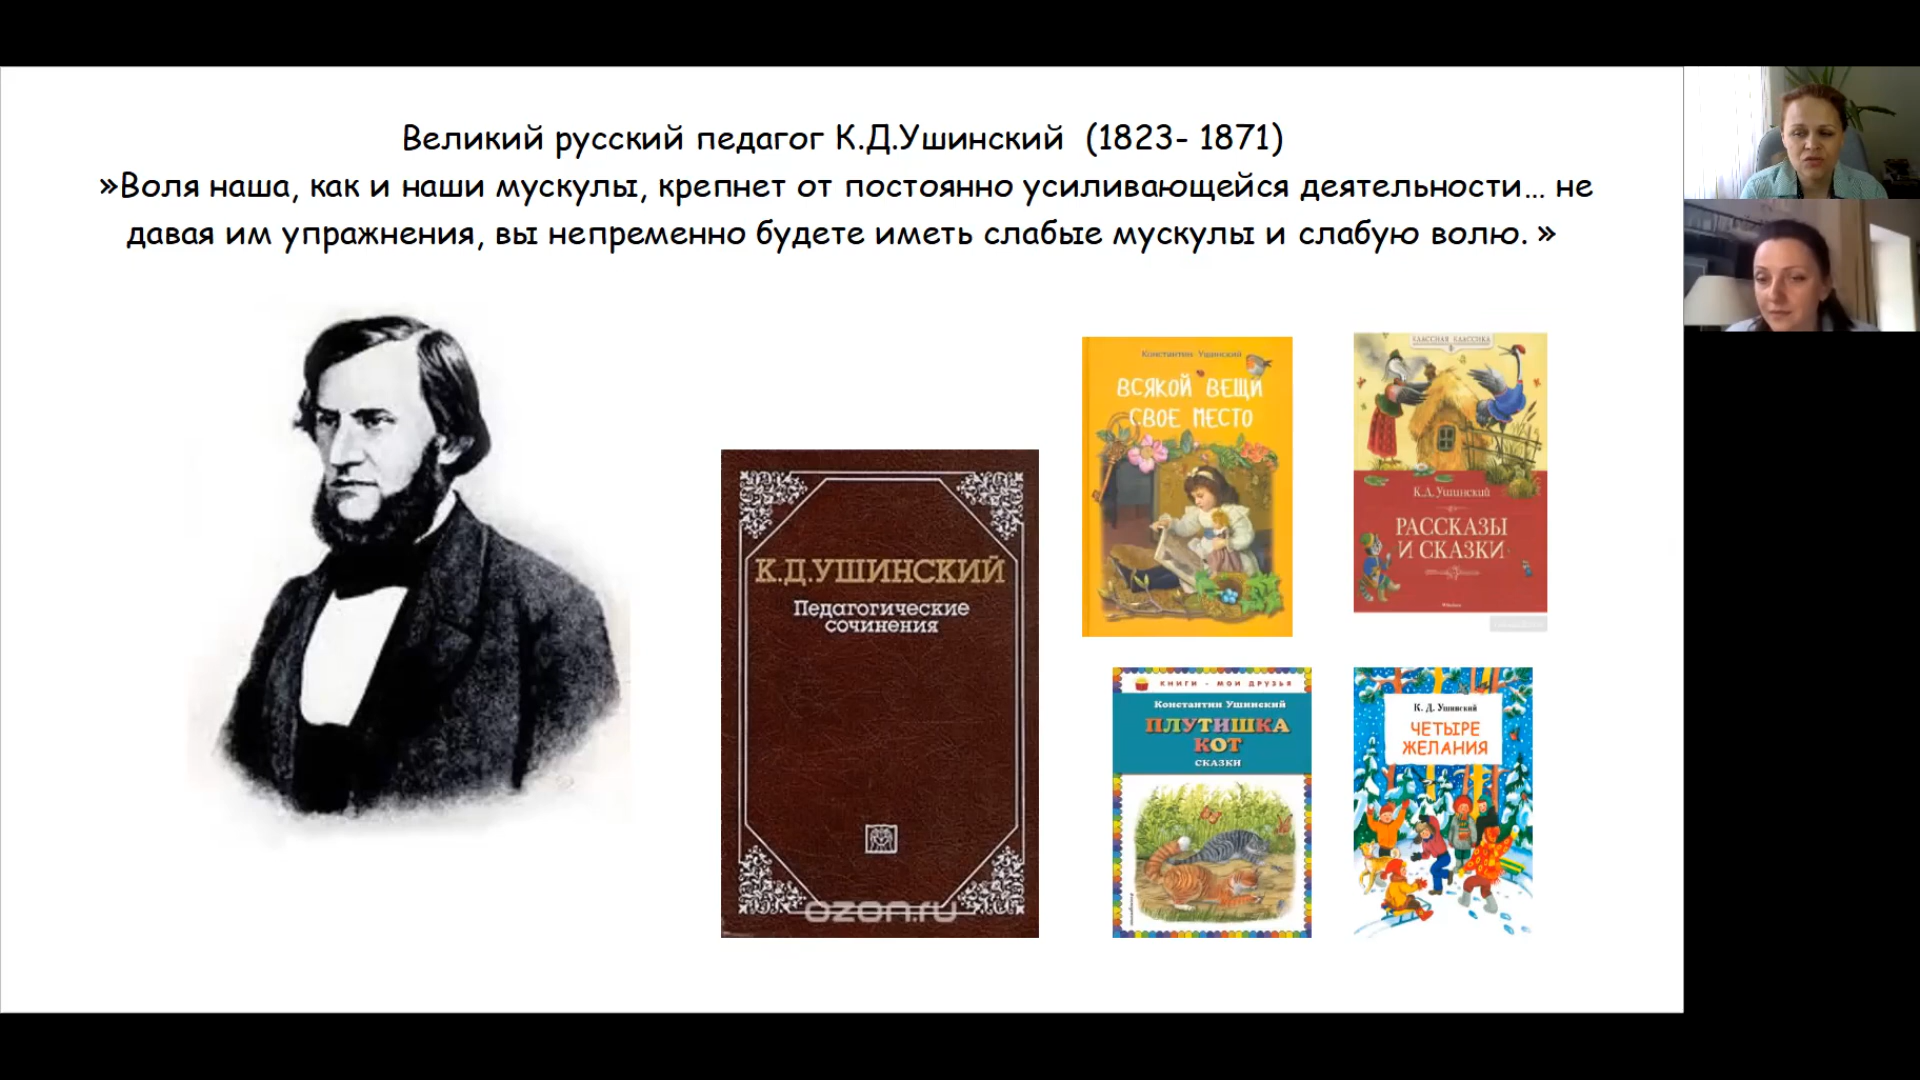 Великий русский педагог К.Д.Ушинский (1823- 1871)
»Воля наша, как и наши мускулы, крепнет от постоянно усиливающейся деятельности... не
давая им упражнения, вы непременно будете иметь слабые мускулы и слабую волю. »
К.Д.УШИНСКИЙ
Педагогические
сочинения
ozon.ru
Константин Ушинский
ВСЯКОЙ ВЕЩИ
СВОЕ МЕСТО
КЛАССНАЯ КЛАССИКА
К.Д.Ушинский
РАССКАЗЫ
И СКАЗКИ
КНИГИ - МОИ ДРУЗЬЯ
Константин Ушинский
ПЛУТИШКА
КОТ
СКАЗКИ
К. Д. Ушинский
ЧЕТЫРЕ
ЖЕЛАНИЯ